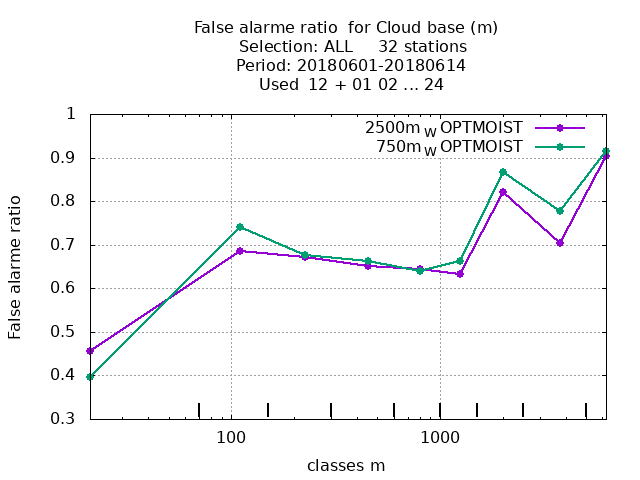 False alarme ratio  for Cloud base (m)
Selection: ALL     32 stations
Period: 20180601-20180614
Used  12 + 01 02 ... 24
2500m_W OPTMOIST
750m_W OPTMOIST
False alarme ratio
1
0.9
0.8
0.7
0.6
0.5
0.4
0.3
100 1000
classes m